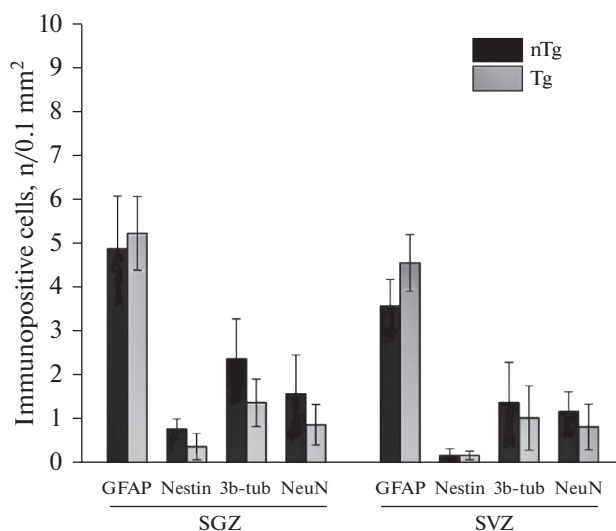 Immunopositive cells, n/0.1 mm²
10
9
8
7
6
5
4
3
2
1
0
nTg
Tg
GFAP Nestin 3b-tub NeuN GFAP Nestin 3b-tub NeuN
SGZ SVZ